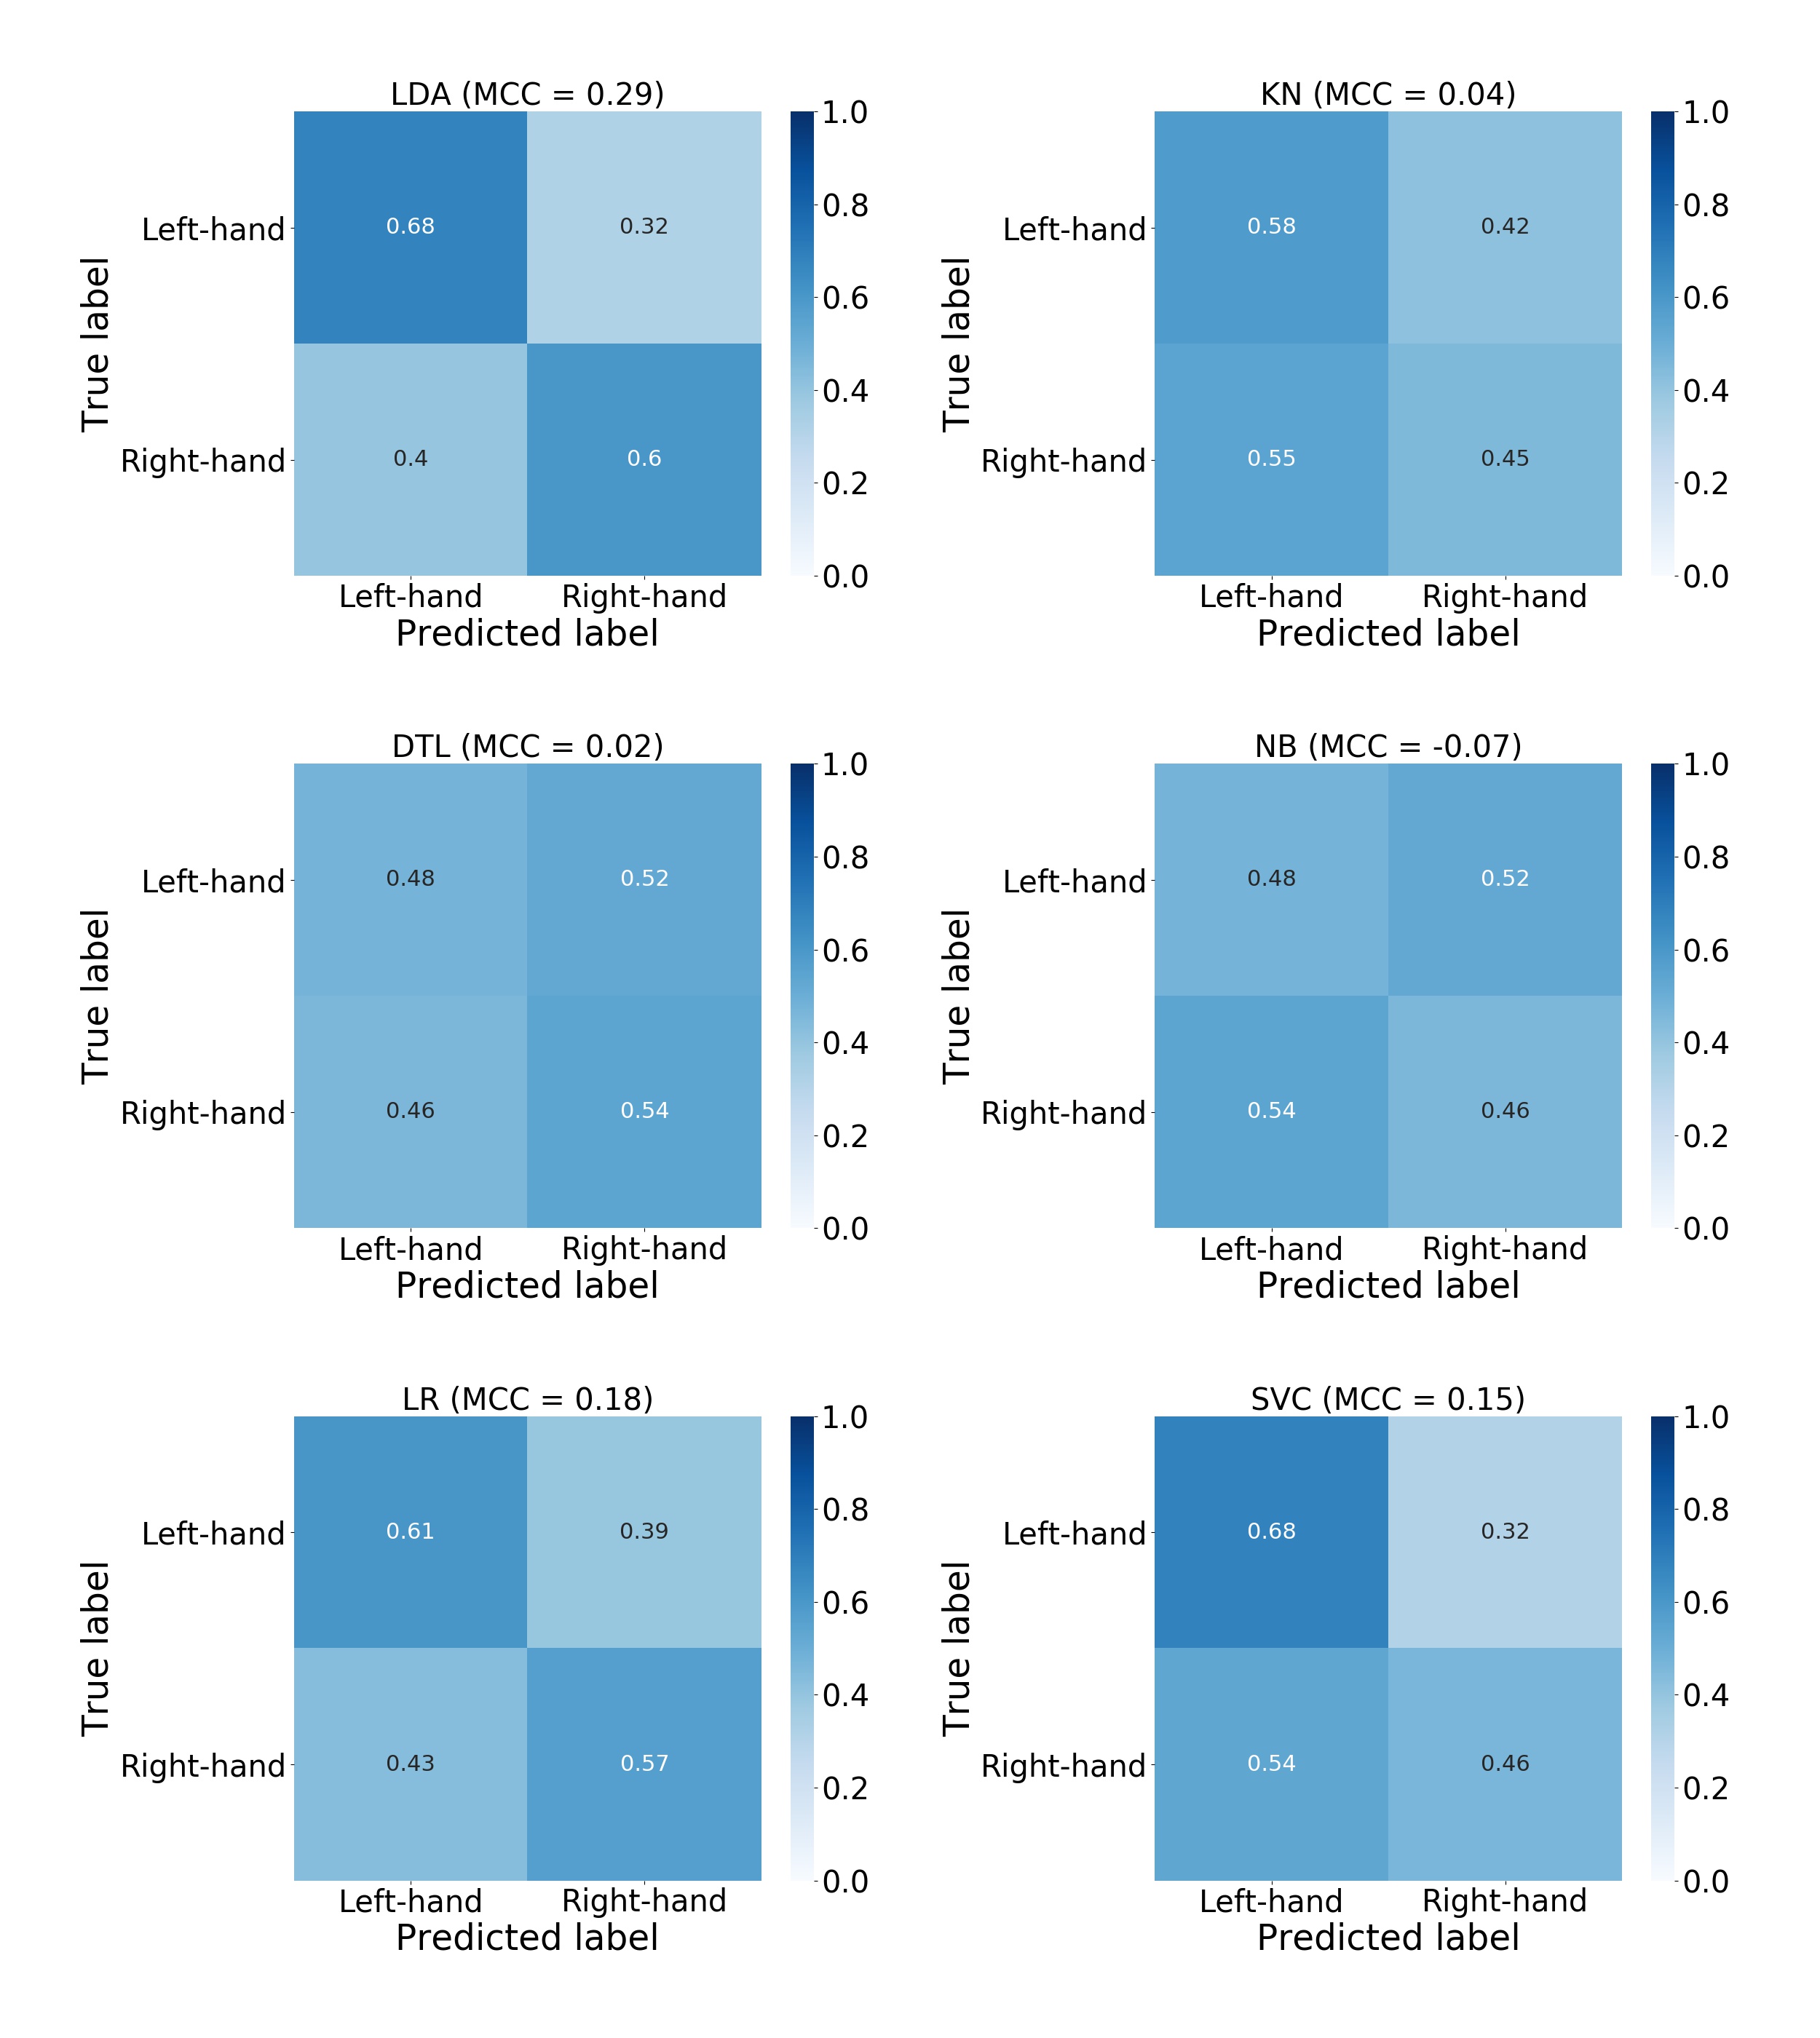 LDA (MCC = 0.29)
True label
Left-hand
Right-hand
0.68
0.32
0.4
0.6
Left-hand
Right-hand
Predicted label
1.0
0.8
0.6
0.4
0.2
0.0
KN (MCC = 0.04)
True label
Left-hand
Right-hand
0.58
0.42
0.55
0.45
Left-hand
Right-hand
Predicted label
1.0
0.8
0.6
0.4
0.2
0.0
DTL (MCC = 0.02)
True label
Left-hand
Right-hand
0.48
0.52
0.46
0.54
Left-hand
Right-hand
Predicted label
1.0
0.8
0.6
0.4
0.2
0.0
NB (MCC = -0.07)
True label
Left-hand
Right-hand
0.48
0.52
0.54
0.46
Left-hand
Right-hand
Predicted label
1.0
0.8
0.6
0.4
0.2
0.0
LR (MCC = 0.18)
True label
Left-hand
Right-hand
0.61
0.39
0.43
0.57
Left-hand
Right-hand
Predicted label
1.0
0.8
0.6
0.4
0.2
0.0
SVC (MCC = 0.15)
True label
Left-hand
Right-hand
0.68
0.32
0.54
0.46
Left-hand
Right-hand
Predicted label
1.0
0.8
0.6
0.4
0.2
0.0